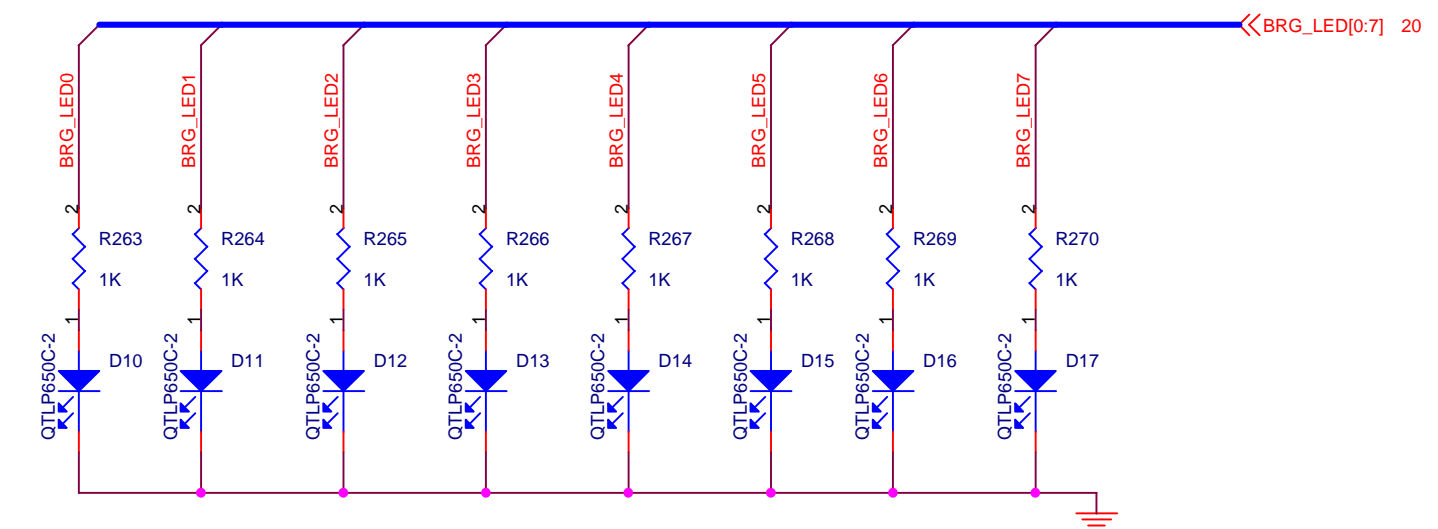 BRG_LED[0:7] 20
BRG_LED0
BRG_LED1
BRG_LED2
BRG_LED3
BRG_LED4
BRG_LED5
BRG_LED6
BRG_LED7
2
2
2
2
2
2
2
2
R263
R264
R265
R266
R267
R268
R269
R270
1K
1K
1K
1K
1K
1K
1K
1K
1
1
1
1
1
1
1
1
QTLP650C-2
D10
QTLP650C-2
D11
QTLP650C-2
D12
QTLP650C-2
D13
QTLP650C-2
D14
QTLP650C-2
D15
QTLP650C-2
D16
QTLP650C-2
D17